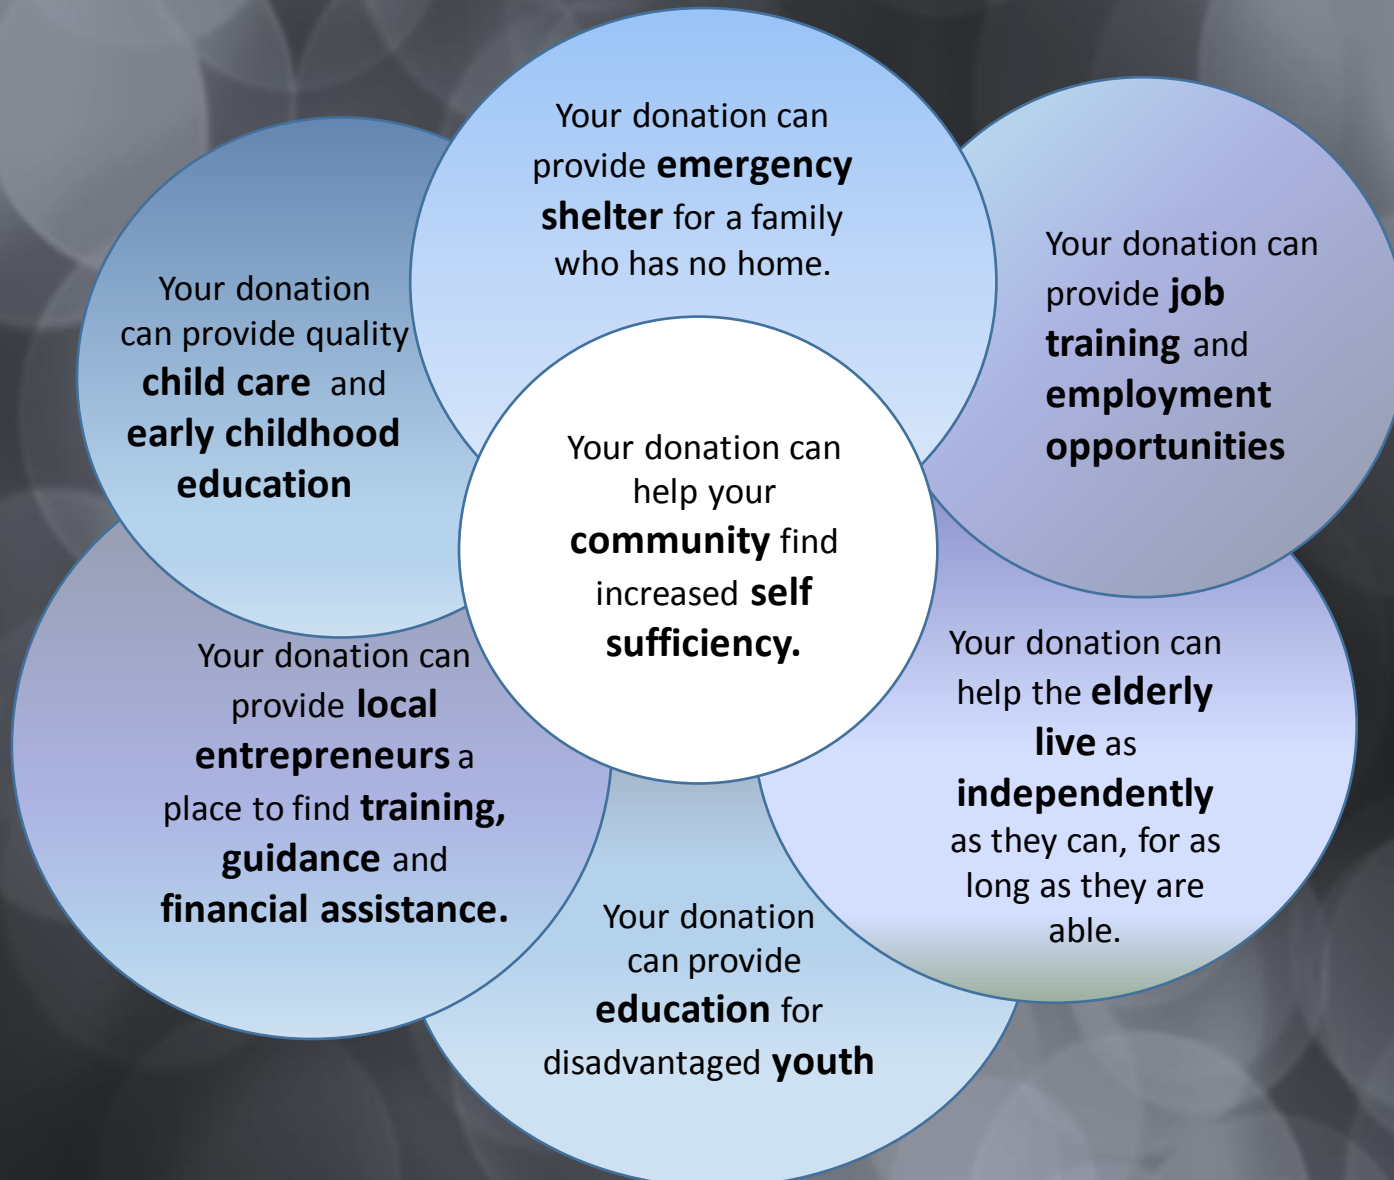 Your donation can
provide emergency
shelter for a family
who has no home.
Your donation can
provide job
training and
employment
opportunities
Your donation
can provide quality
child care and
early childhood
education
Your donation can
help your
community find
increased self
sufficiency.
Your donation can
help the elderly
live as
independently
as they can, for as
long as they are
able.
Your donation can
provide local
entrepreneurs a
place to find training,
guidance and
financial assistance.
Your donation
can provide
education for
disadvantaged youth